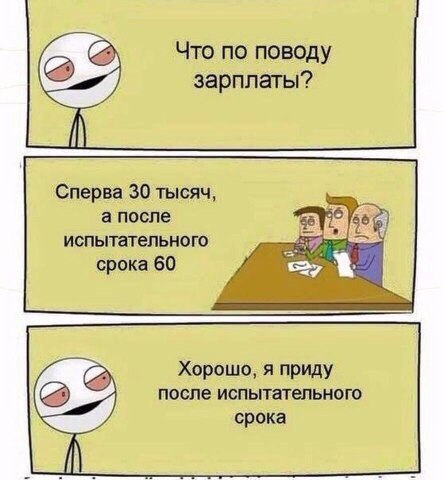 Что по поводу
зарплаты?
Сперва 30 тысяч,
а после
испытательного
срока 60
Хорошо, я приду
после испытательного
срока